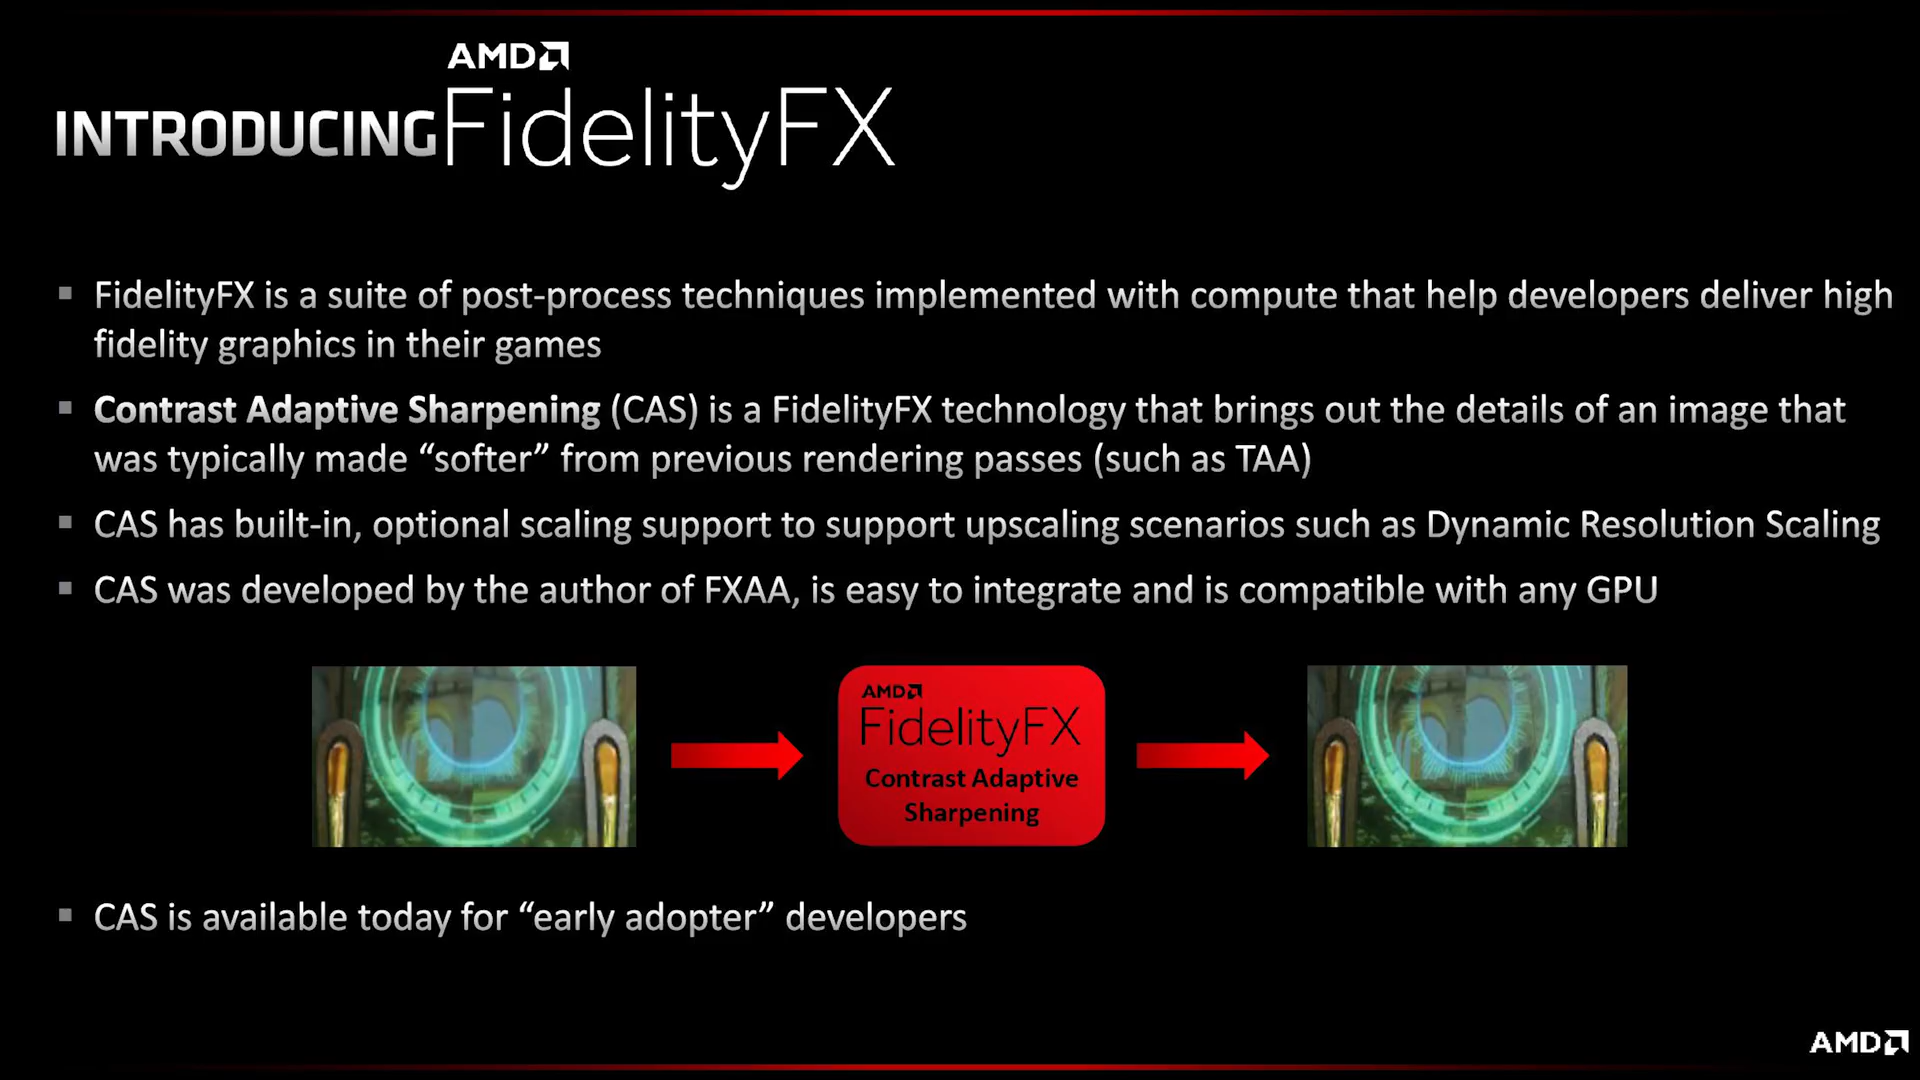 AMD
INTRODUCING FidelityFX
FidelityFX is a suite of post-process techniques implemented with compute that help developers deliver high
fidelity graphics in their games
Contrast Adaptive Sharpening (CAS) is a FidelityFX technology that brings out the details of an image that
was typically made “softer” from previous rendering passes (such as TAA)
CAS has built-in, optional scaling support to support upscaling scenarios such as Dynamic Resolution Scaling
CAS was developed by the author of FXAA, is easy to integrate and is compatible with any GPU
AMD
FidelityFX
Contrast Adaptive
Sharpening
CAS is available today for “early adopter” developers
AMD